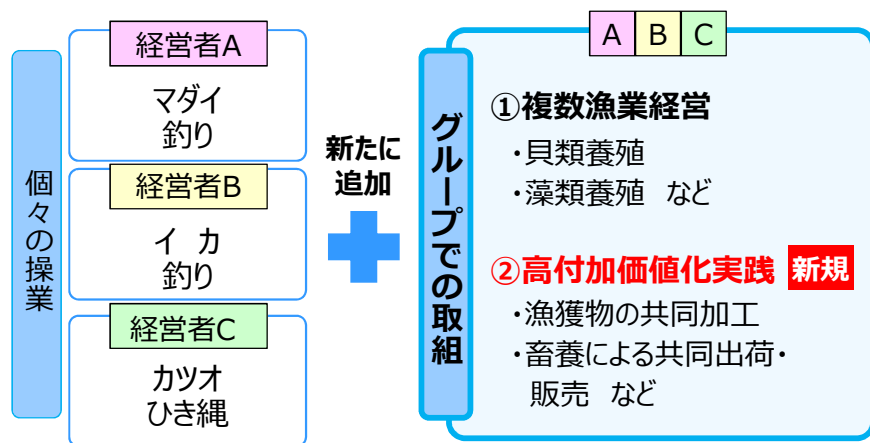 個々の操業
経営者A
マダイ
釣り
経営者B
イ カ
釣り
経営者C
カツオ
ひき縄
新たに
追加
グループでの取組
A B C
①複数漁業経営
・貝類養殖
・藻類養殖 など
②高付加価値化実践 新規
・漁獲物の共同加工
・畜養による共同出荷・
販売 など